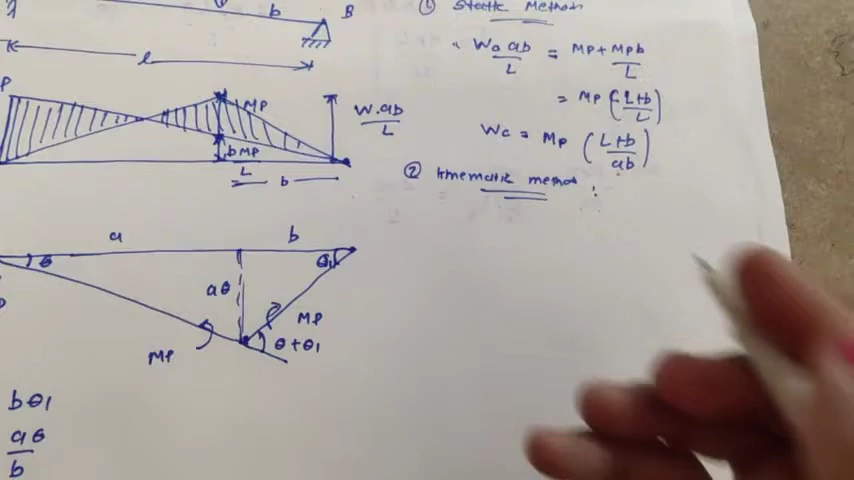 A
b
B
l
① Static Method
Wc ab/L = MP + MPb/L
= MP (L+b/L)
Wc = MP (L+b/ab)
② kinematic method :
P
MP
W.ab/L
b MP/L
b
a
b
θ
θ1
aθ
MP
MP
θ + θ1
bθ1
aθ/b